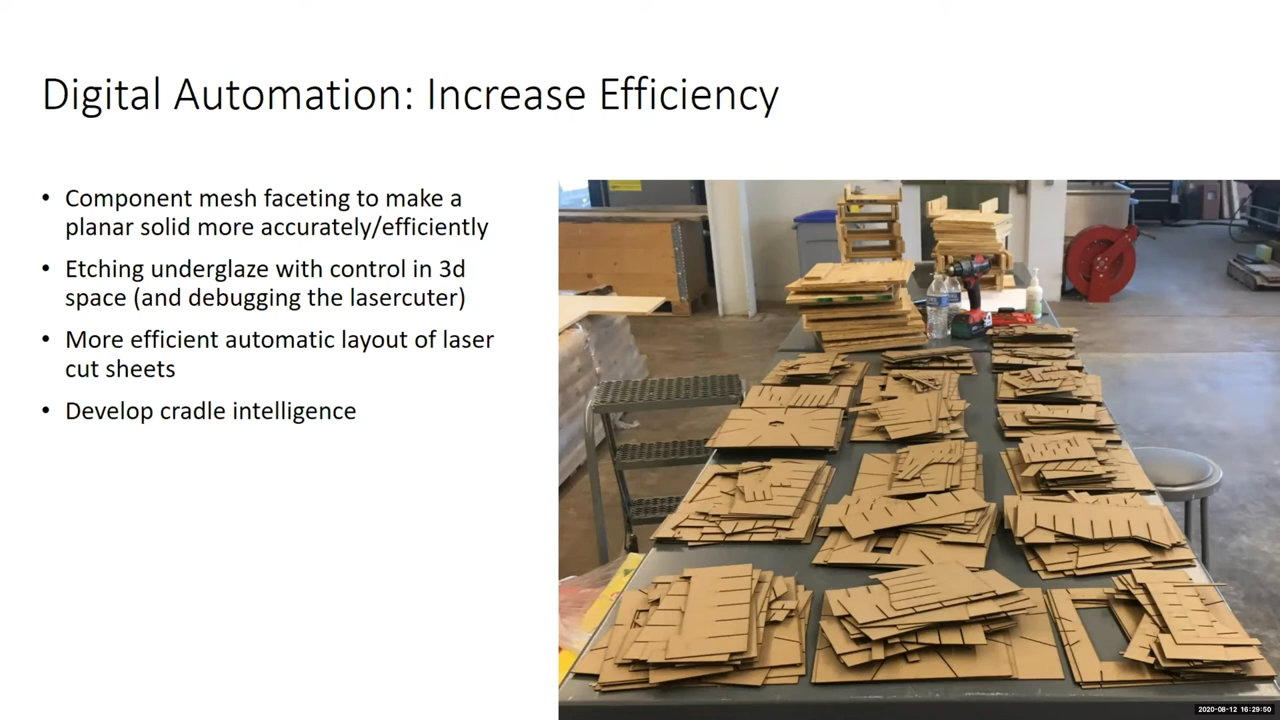 Digital Automation: Increase Efficiency
• Component mesh faceting to make a
planar solid more accurately/efficiently
• Etching underglaze with control in 3d
space (and debugging the lasercuter)
• More efficient automatic layout of laser
cut sheets
• Develop cradle intelligence
2020-08-12 16:29:50